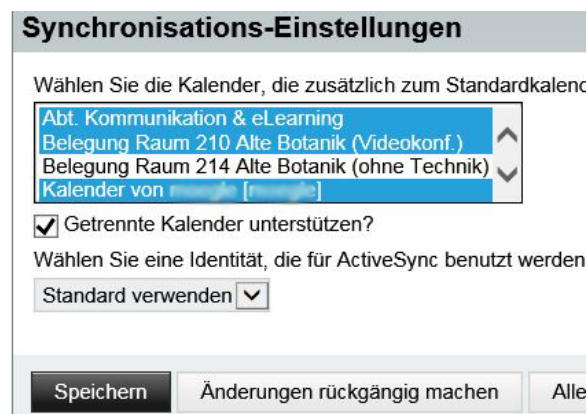 Synchronisations-Einstellungen
Wählen Sie die Kalender, die zusätzlich zum Standardkalend
Abt. Kommunikation & eLearning
Belegung Raum 210 Alte Botanik (Videokonf.)
Belegung Raum 214 Alte Botanik (ohne Technik)
Kalender von
Getrennte Kalender unterstützen?
Wählen Sie eine Identität, die für ActiveSync benutzt werden
Standard verwenden
Speichern Änderungen rückgängig machen Alle